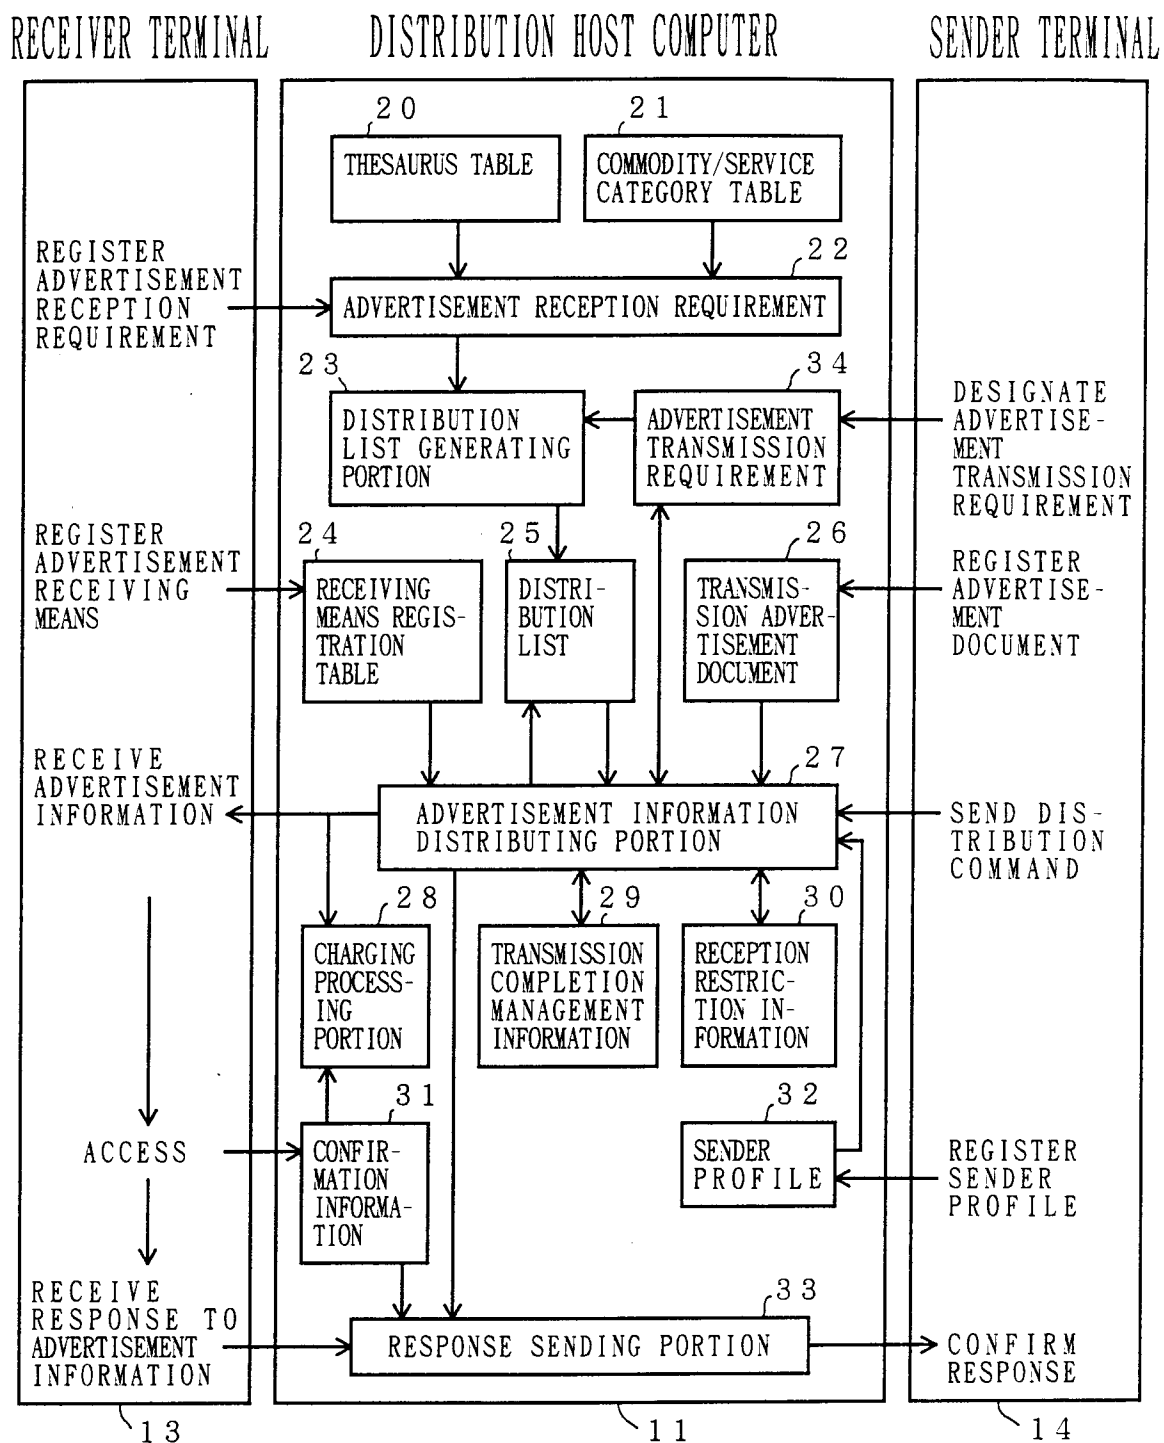 RECEIVER TERMINAL
DISTRIBUTION HOST COMPUTER
SENDER TERMINAL
20
THESAURUS TABLE
21
COMMODITY/SERVICE
CATEGORY TABLE
REGISTER
ADVERTISEMENT
RECEPTION
REQUIREMENT
22
ADVERTISEMENT RECEPTION REQUIREMENT
23
DISTRIBUTION
LIST GENERATING
PORTION
34
ADVERTISEMENT
TRANSMISSION
REQUIREMENT
DESIGNATE
ADVERTISE-
MENT
TRANSMISSION
REQUIREMENT
REGISTER
ADVERTISEMENT
RECEIVING
MEANS
24
RECEIVING
MEANS REGIS-
TRATION
TABLE
25
DISTRI-
BUTION
LIST
26
TRANSMIS-
SION ADVER-
TISEMENT
DOCUMENT
REGISTER
ADVERTISE-
MENT
DOCUMENT
RECEIVE
ADVERTISEMENT
INFORMATION
27
ADVERTISEMENT INFORMATION
DISTRIBUTING PORTION
SEND DIS-
TRIBUTION
COMMAND
28
CHARGING
PROCESS-
ING
PORTION
29
TRANSMISSION
COMPLETION
MANAGEMENT
INFORMATION
30
RECEPTION
RESTRIC-
TION IN-
FORMATION
ACCESS
31
CONFIR-
MATION
INFORMA-
TION
32
SENDER
PROFILE
REGISTER
SENDER
PROFILE
RECEIVE
RESPONSE TO
ADVERTISEMENT
INFORMATION
33
RESPONSE SENDING PORTION
CONFIRM
RESPONSE
13
11
14